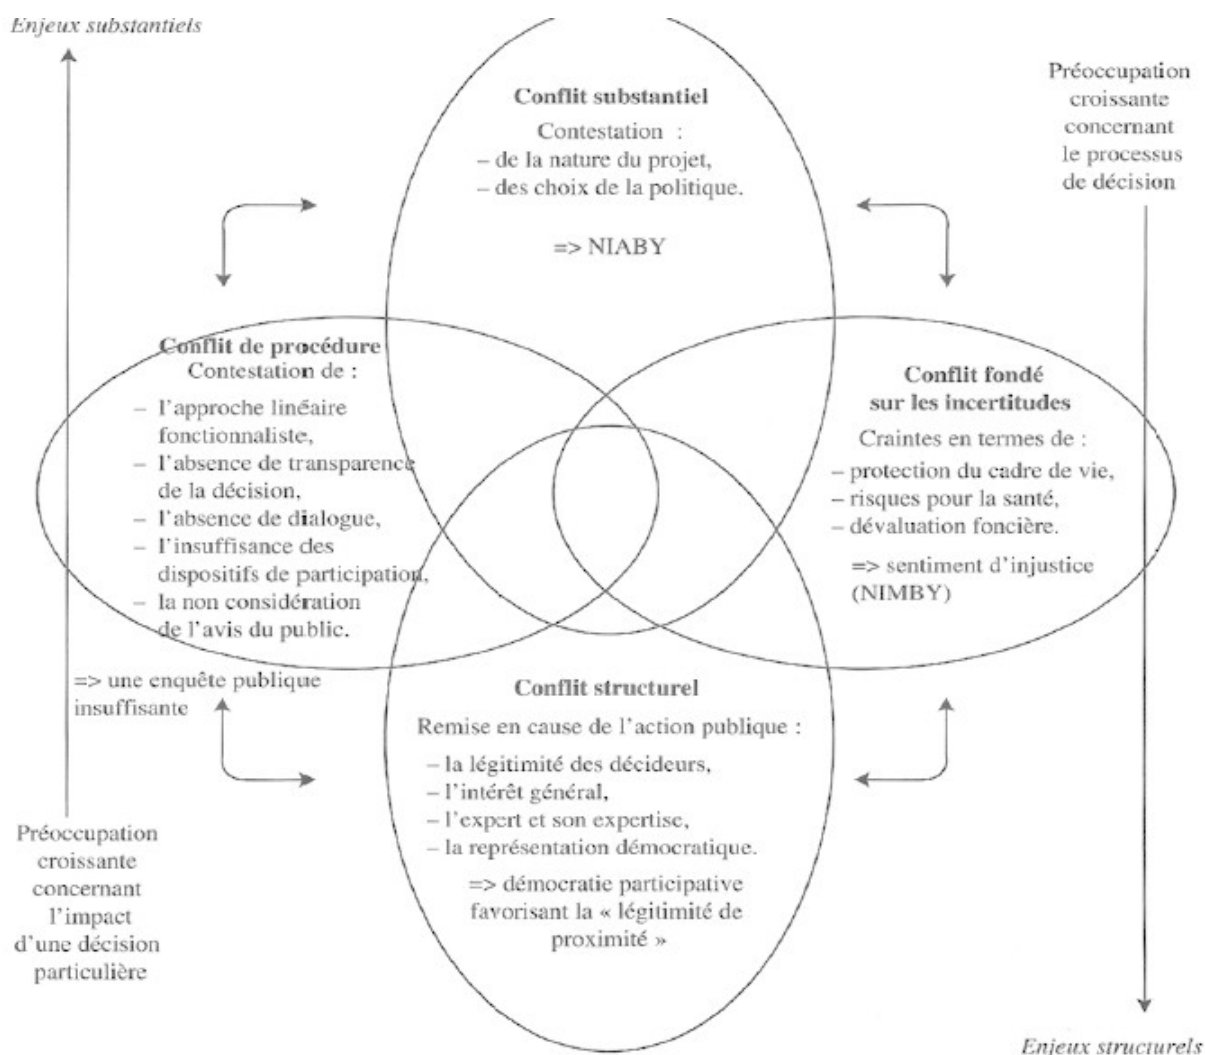 Enjeux substantiels
Préoccupation
croissante
concernant
le processus
de décision
Conflit substantiel
Contestation :
– de la nature du projet,
– des choix de la politique.
=> NIABY
Conflit de procédure
Contestation de :
– l'approche linéaire
fonctionnaliste,
– l'absence de transparence
de la décision,
– l'absence de dialogue,
– l'insuffisance des
dispositifs de participation,
– la non considération
de l'avis du public.
=> une enquête publique
insuffisante
Conflit fondé
sur les incertitudes
Craintes en termes de :
– protection du cadre de vie,
– risques pour la santé,
– dévaluation foncière.
=> sentiment d'injustice
(NIMBY)
Conflit structurel
Remise en cause de l'action publique :
– la légitimité des décideurs,
– l'intérêt général,
– l'expert et son expertise,
– la représentation démocratique.
=> démocratie participative
favorisant la « légitimité de
proximité »
Préoccupation
croissante
concernant
l'impact
d'une décision
particulière
Enjeux structurels